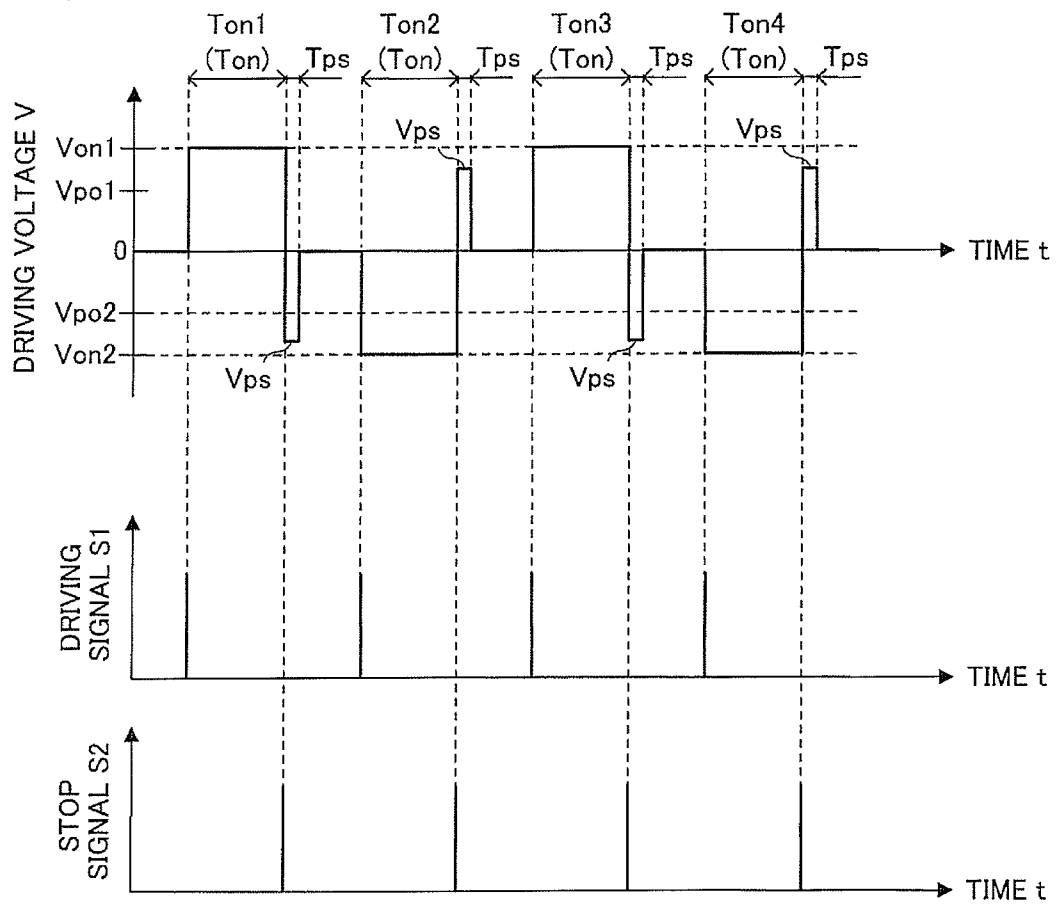 Ton1 Ton2 Ton3 Ton4
(Ton) Tps (Ton) Tps (Ton) Tps (Ton) Tps
DRIVING VOLTAGE V
Von1
Vpo1
0
Vpo2
Von2
Vps
Vps
Vps
Vps
TIME t
DRIVING
SIGNAL S1
TIME t
STOP
SIGNAL S2
TIME t